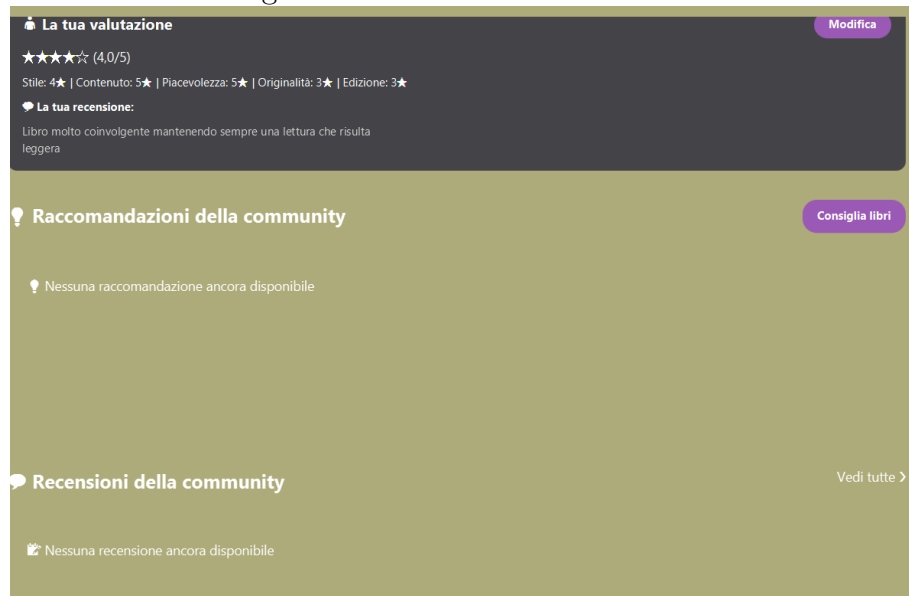 La tua valutazione
Modifica
★★★★☆ (4,0/5)
Stile: 4★ | Contenuto: 5★ | Piacevolezza: 5★ | Originalità: 3★ | Edizione: 3★
La tua recensione:
Libro molto coinvolgente mantenendo sempre una lettura che risulta
leggera
Raccomandazioni della community
Consiglia libri
Nessuna raccomandazione ancora disponibile
Recensioni della community
Vedi tutte >
Nessuna recensione ancora disponibile